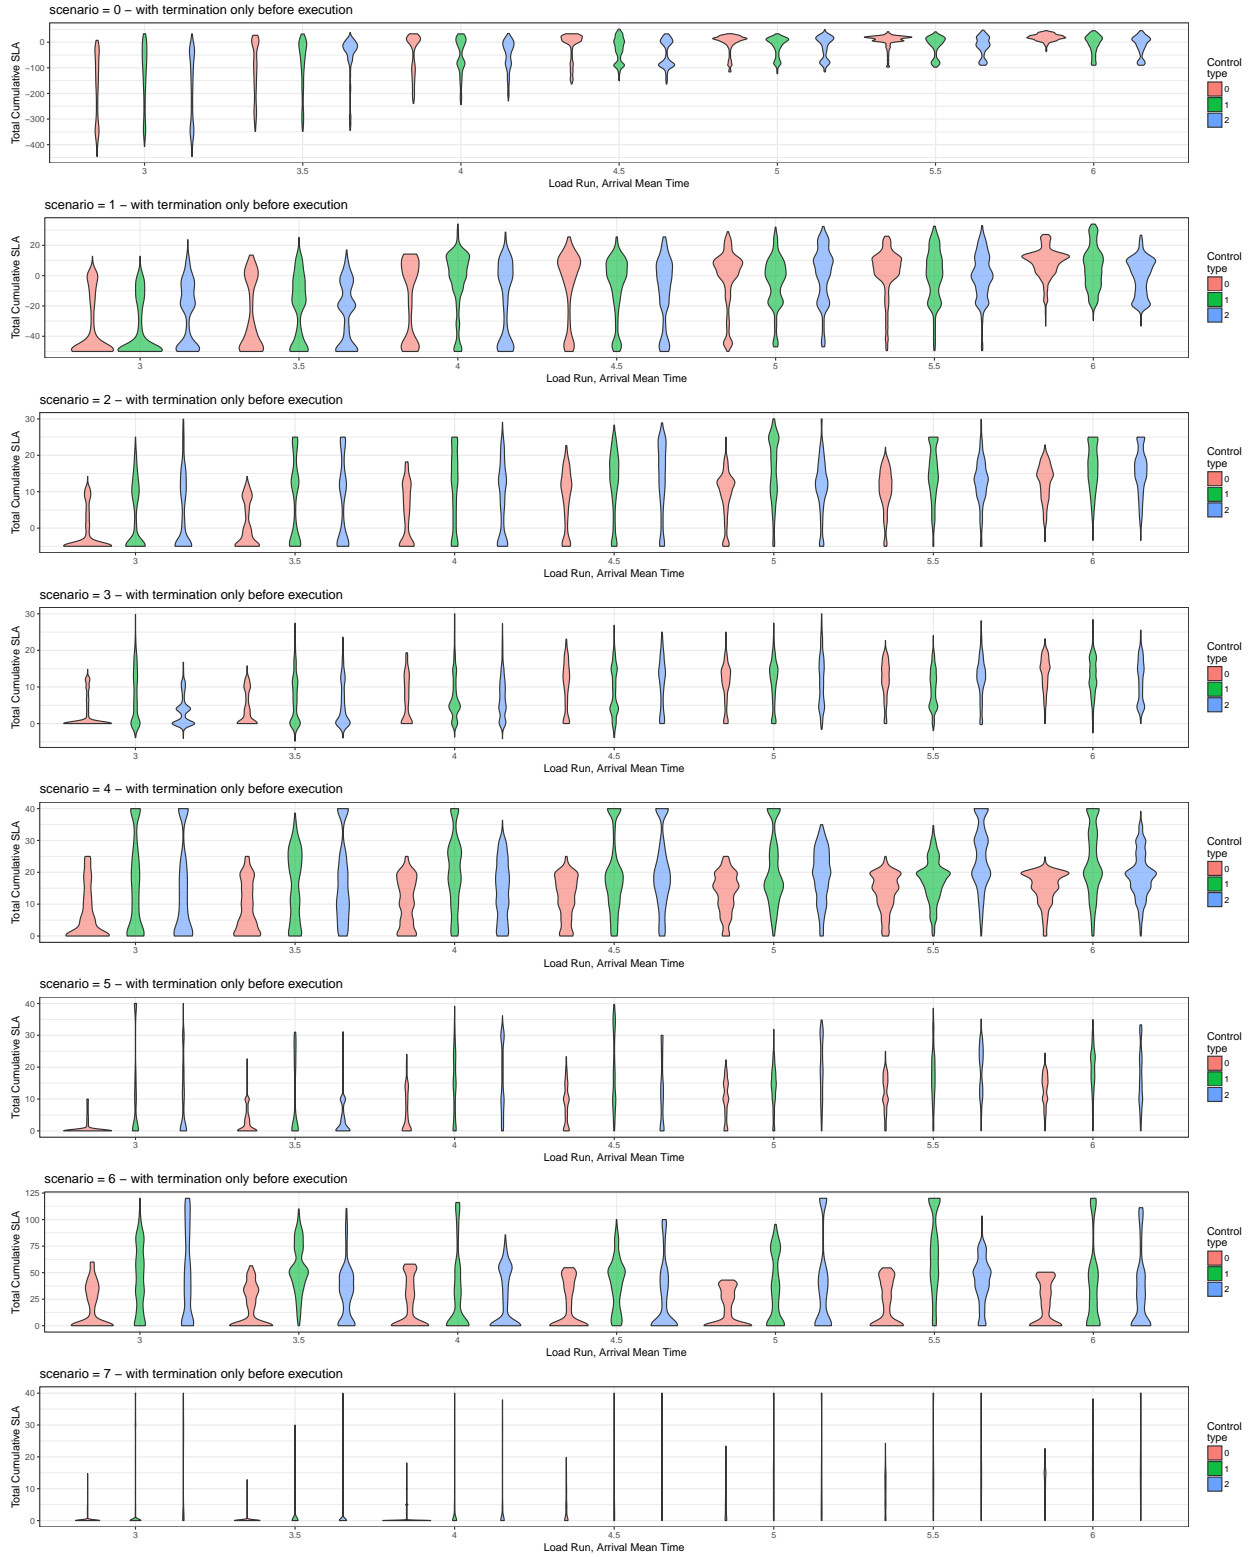 scenario = 0 − with termination only before execution
Total Cumulative SLA
0
−100
−200
−300
−400
3
3.5
4
4.5
5
5.5
6
Load Run, Arrival Mean Time
Control
type
0
1
2
scenario = 1 − with termination only before execution
Total Cumulative SLA
20
0
−20
−40
3
3.5
4
4.5
5
5.5
6
Load Run, Arrival Mean Time
Control
type
0
1
2
scenario = 2 − with termination only before execution
Total Cumulative SLA
30
20
10
0
3
3.5
4
4.5
5
5.5
6
Load Run, Arrival Mean Time
Control
type
0
1
2
scenario = 3 − with termination only before execution
Total Cumulative SLA
30
20
10
0
3
3.5
4
4.5
5
5.5
6
Load Run, Arrival Mean Time
Control
type
0
1
2
scenario = 4 − with termination only before execution
Total Cumulative SLA
40
30
20
10
0
3
3.5
4
4.5
5
5.5
6
Load Run, Arrival Mean Time
Control
type
0
1
2
scenario = 5 − with termination only before execution
Total Cumulative SLA
40
30
20
10
0
3
3.5
4
4.5
5
5.5
6
Load Run, Arrival Mean Time
Control
type
0
1
2
scenario = 6 − with termination only before execution
Total Cumulative SLA
125
100
75
50
25
0
3
3.5
4
4.5
5
5.5
6
Load Run, Arrival Mean Time
Control
type
0
1
2
scenario = 7 − with termination only before execution
Total Cumulative SLA
40
30
20
10
0
3
3.5
4
4.5
5
5.5
6
Load Run, Arrival Mean Time
Control
type
0
1
2